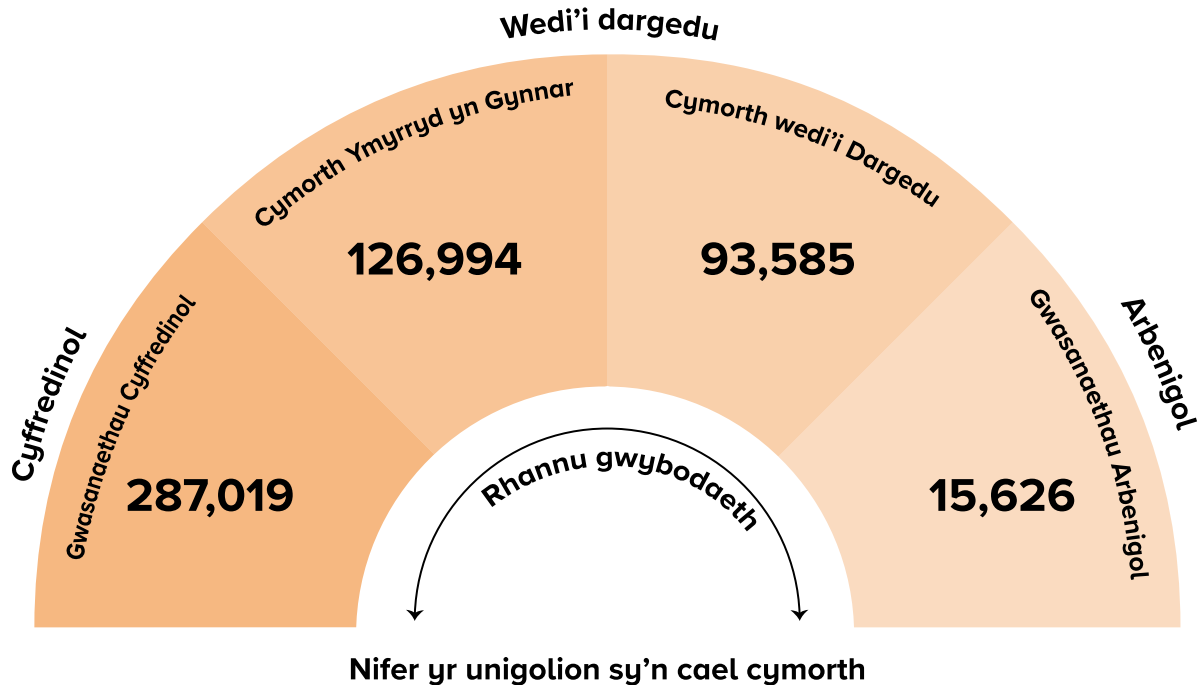 Wedi’i dargedu
Cyffredinol
Gwasanaethau Cyffredinol
287,019
Cymorth Ymyrryd yn Gynnar
126,994
Cymorth wedi’i Dargedu
93,585
Arbenigol
Gwasanaethau Arbenigol
15,626
Rhannu gwybodaeth
Nifer yr unigolion sy’n cael cymorth